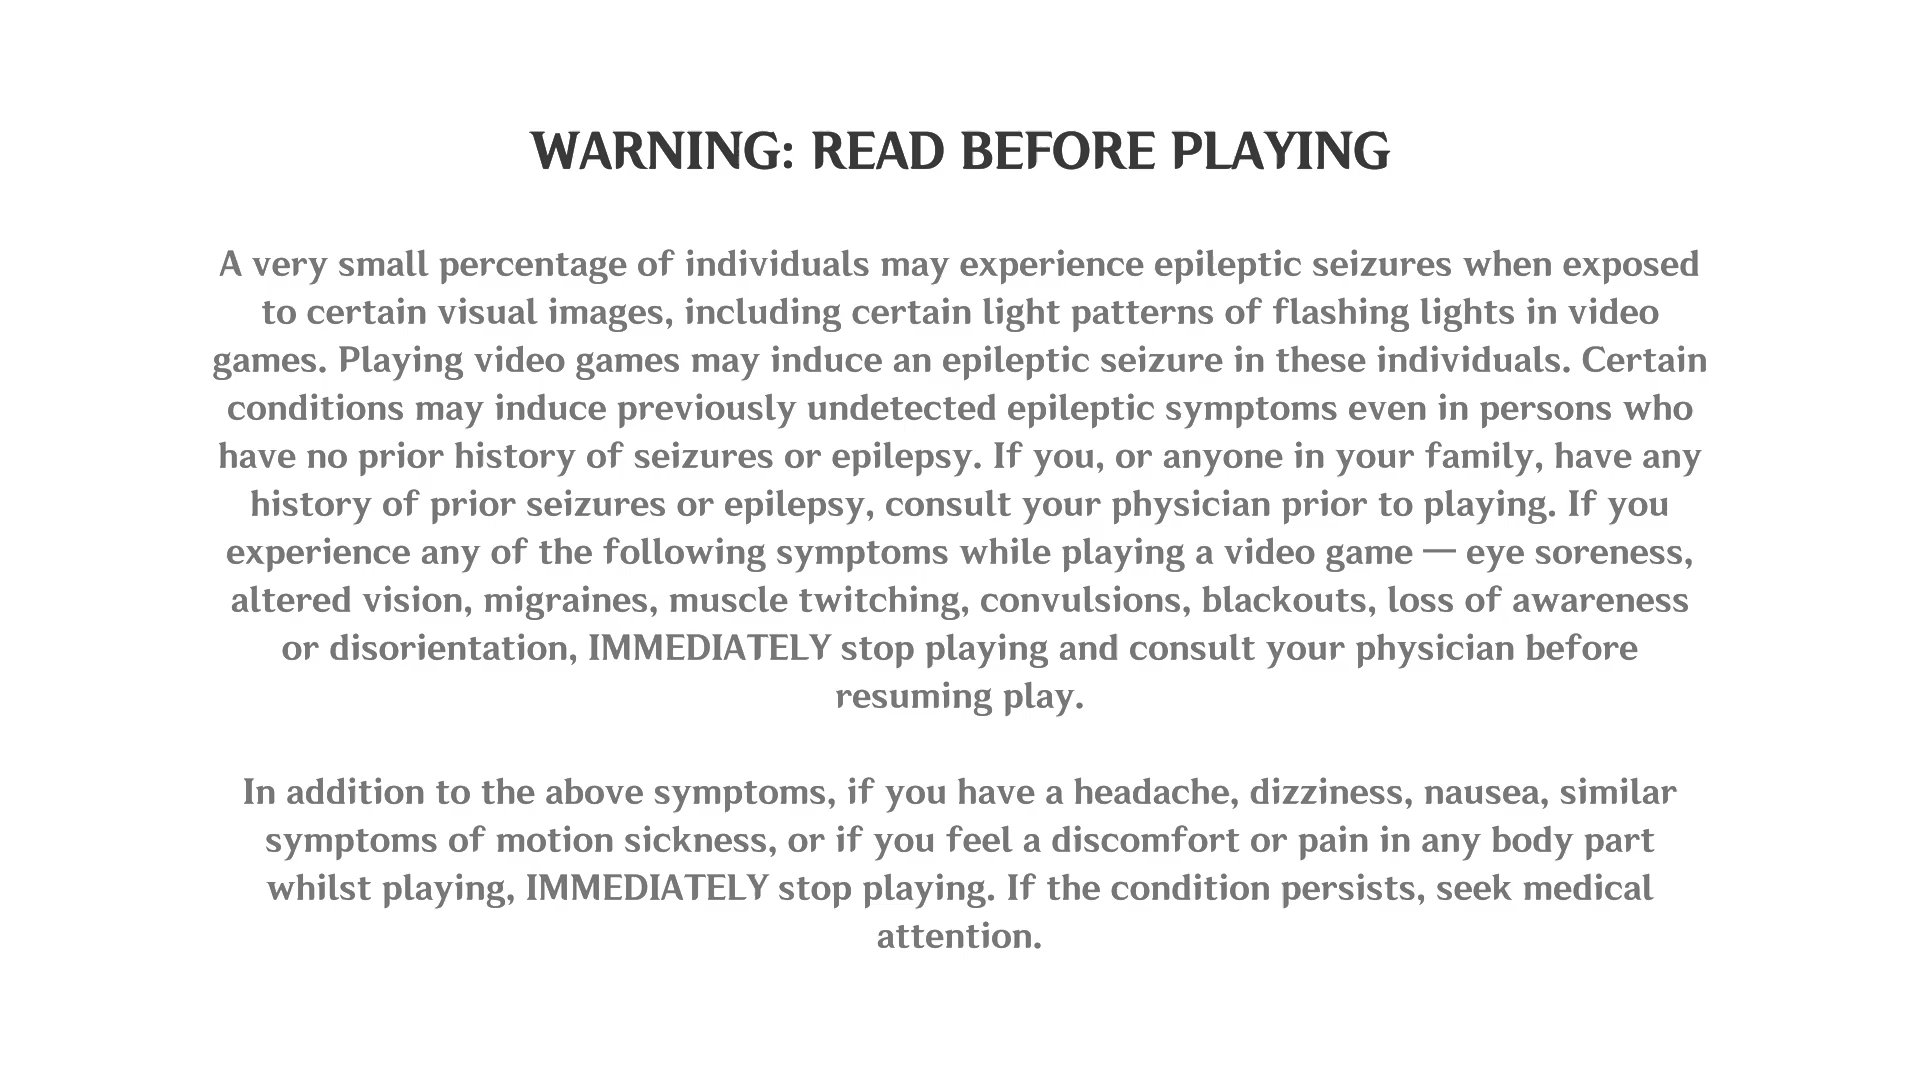 WARNING: READ BEFORE PLAYING
A very small percentage of individuals may experience epileptic seizures when exposed
to certain visual images, including certain light patterns of flashing lights in video
games. Playing video games may induce an epileptic seizure in these individuals. Certain
conditions may induce previously undetected epileptic symptoms even in persons who
have no prior history of seizures or epilepsy. If you, or anyone in your family, have any
history of prior seizures or epilepsy, consult your physician prior to playing. If you
experience any of the following symptoms while playing a video game — eye soreness,
altered vision, migraines, muscle twitching, convulsions, blackouts, loss of awareness
or disorientation, IMMEDIATELY stop playing and consult your physician before
resuming play.
In addition to the above symptoms, if you have a headache, dizziness, nausea, similar
symptoms of motion sickness, or if you feel a discomfort or pain in any body part
whilst playing, IMMEDIATELY stop playing. If the condition persists, seek medical
attention.